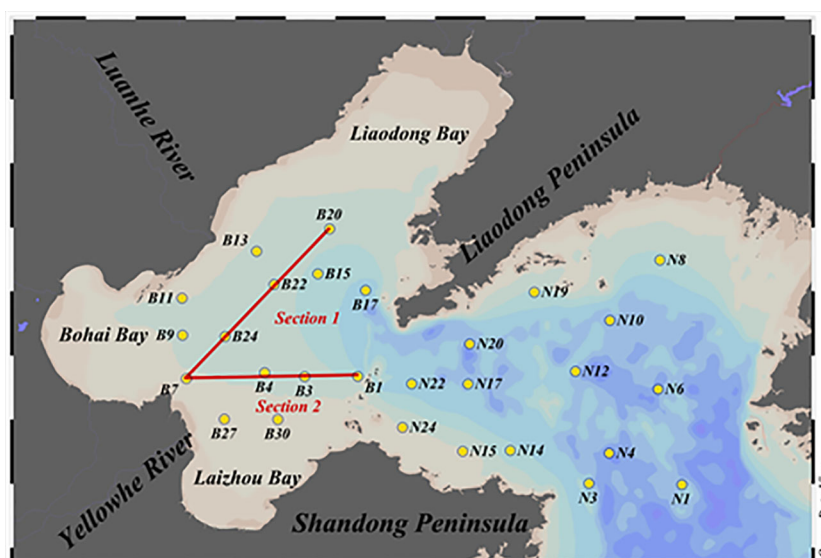 Luanhe River
Liaodong Bay
Liaodong Peninsula
B20
B13
B15
N8
B22
B17
B11
N19
Section 1
N10
Bohai Bay
B9
B24
N20
N12
B7
B4
B3
B1
N22
N17
N6
Section 2
B27
B30
N24
N15
N14
N4
Yellowhe River
Laizhou Bay
N3
N1
Shandong Peninsula